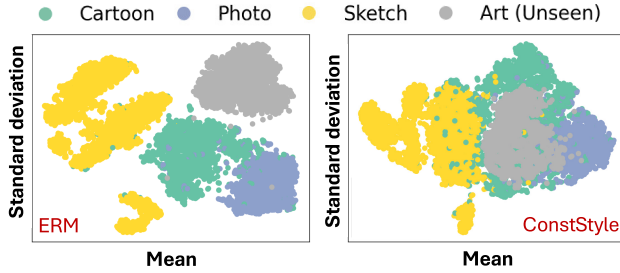 Cartoon Photo Sketch Art (Unseen)
Standard deviation
ERM
Mean
Standard deviation
ConstStyle
Mean